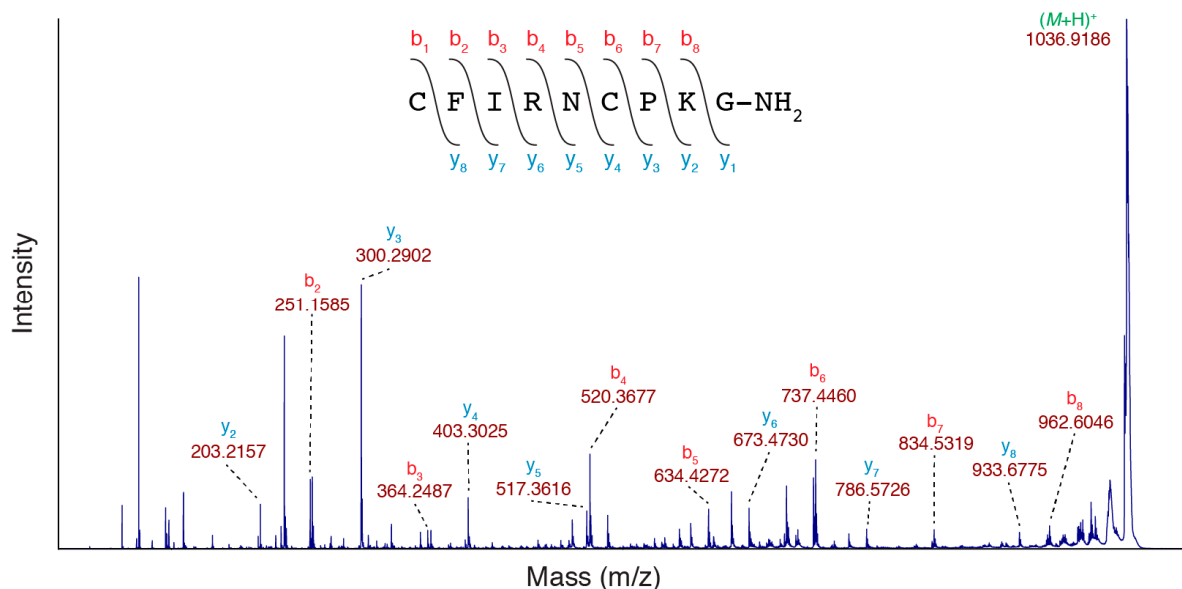 (M+H)⁺
1036.9186
b₁ b₂ b₃ b₄ b₅ b₆ b₇ b₈
C F I R N C P K G–NH₂
y₈ y₇ y₆ y₅ y₄ y₃ y₂ y₁
Intensity
y₃
300.2902
b₂
251.1585
b₄
520.3677
b₆
737.4460
y₄
403.3025
y₆
673.4730
b₈
962.6046
y₂
203.2157
b₇
834.5319
b₃
364.2487
y₅
517.3616
b₅
634.4272
y₇
786.5726
y₈
933.6775
Mass (m/z)